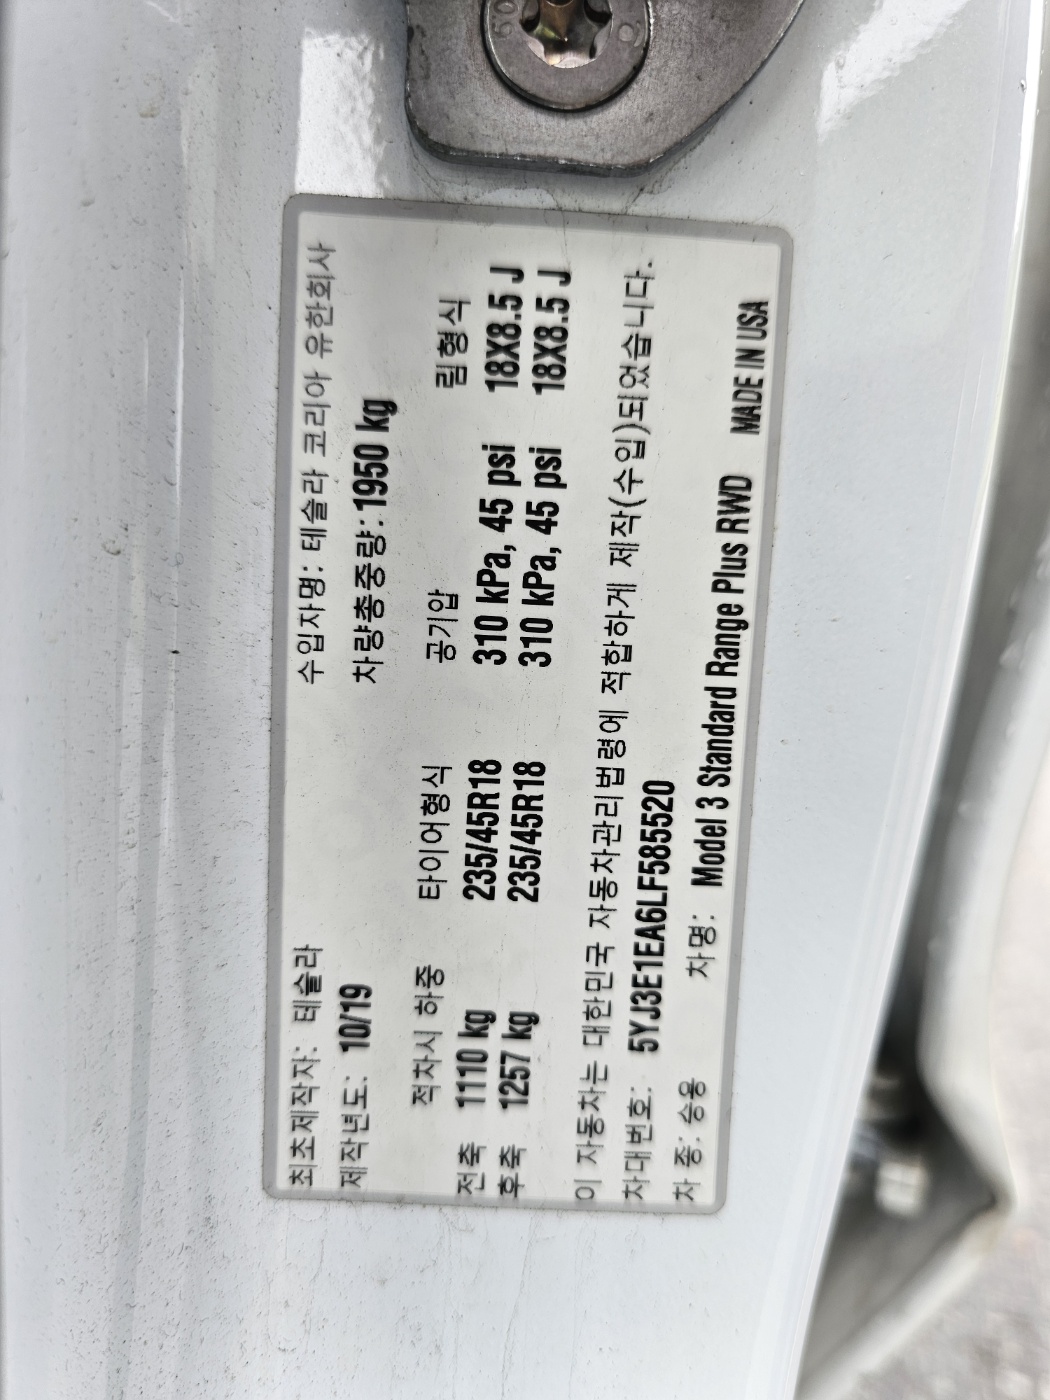 최초제작자: 테슬라 수입자명: 테슬라 코리아 유한회사
제작년도: 10/19 차량총중량: 1950 kg
적차시 하중 타이어형식 공기압 림형식
전축 1110 kg 235/45R18 310 kPa, 45 psi 18X8.5 J
후축 1257 kg 235/45R18 310 kPa, 45 psi 18X8.5 J
이 자동차는 대한민국 자동차관리법령에 적합하게 제작(수입)되었습니다.
차대번호: 5YJ3E1EA6LF585520
차 종: 승용 차명: Model 3 Standard Range Plus RWD MADE IN USA